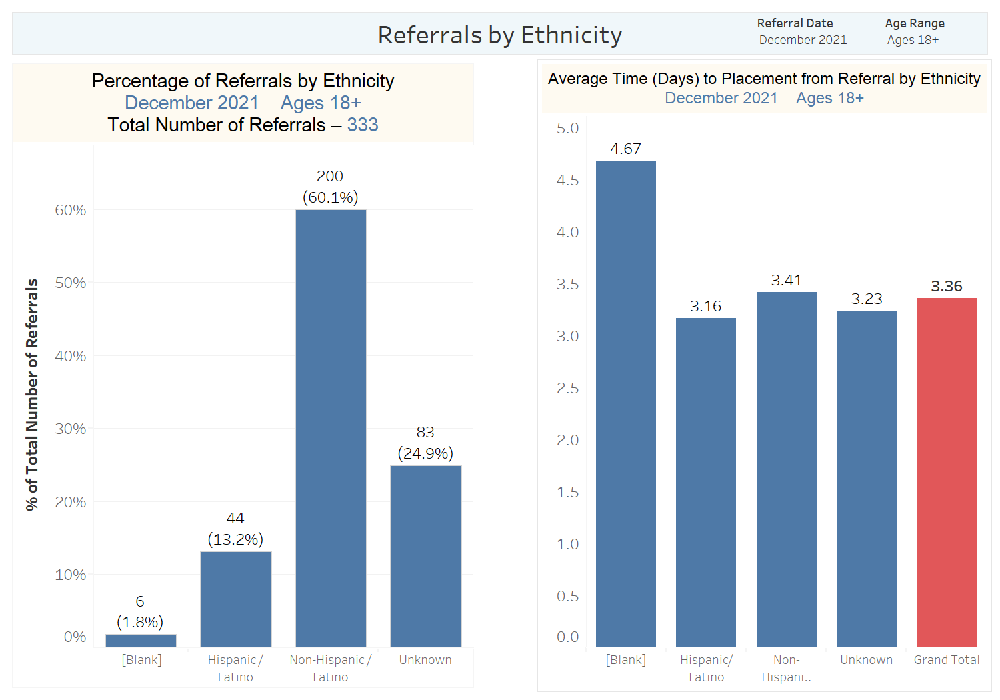 Referrals by Ethnicity
Referral Date
December 2021
Age Range
Ages 18+
Percentage of Referrals by Ethnicity
December 2021 Ages 18+
Total Number of Referrals – 333
% of Total Number of Referrals
60%
50%
40%
30%
20%
10%
0%
6
(1.8%)
44
(13.2%)
200
(60.1%)
83
(24.9%)
[Blank]
Hispanic/
Latino
Non-Hispanic/
Latino
Unknown
Average Time (Days) to Placement from Referral by Ethnicity
December 2021 Ages 18+
5.0
4.5
4.0
3.5
3.0
2.5
2.0
1.5
1.0
0.5
0.0
4.67
3.16
3.41
3.23
3.36
[Blank]
Hispanic/
Latino
Non-
Hispani..
Unknown
Grand Total